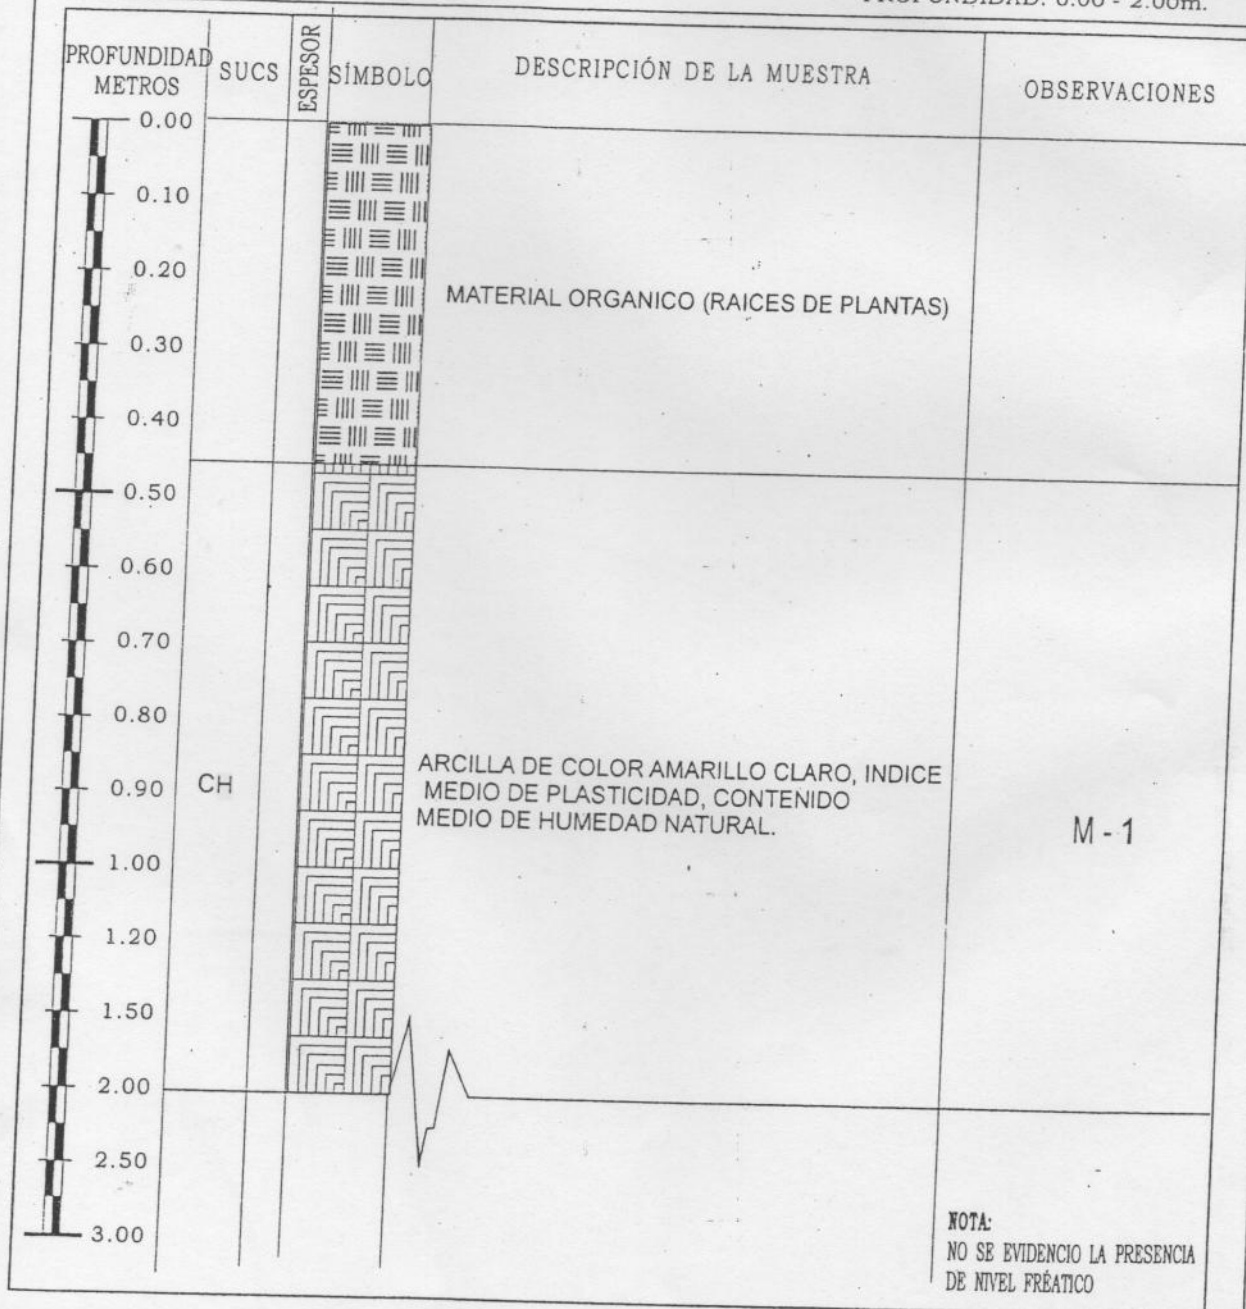 PROFUNDIDAD: 0.00 - 2.00m.
PROFUNDIDAD
METROS
SUCS
ESPESOR
SÍMBOLO
DESCRIPCIÓN DE LA MUESTRA
OBSERVACIONES
0.00
0.10
0.20
MATERIAL ORGANICO (RAICES DE PLANTAS)
0.30
0.40
0.50
0.60
0.70
0.80
0.90
CH
ARCILLA DE COLOR AMARILLO CLARO, INDICE
MEDIO DE PLASTICIDAD, CONTENIDO
MEDIO DE HUMEDAD NATURAL.
M - 1
1.00
1.20
1.50
2.00
2.50
3.00
NOTA:
NO SE EVIDENCIO LA PRESENCIA
DE NIVEL FRÉATICO